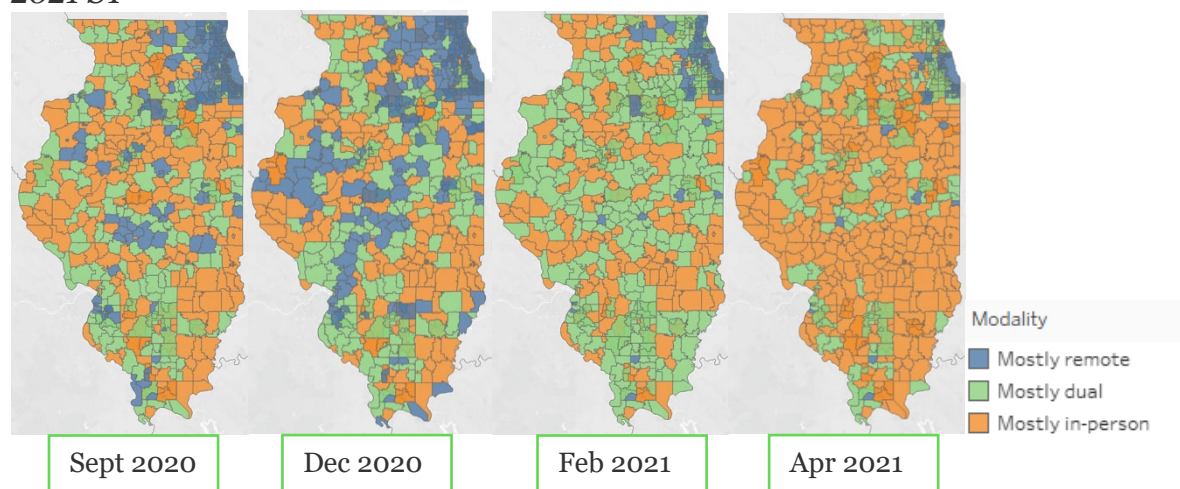 Modality
Mostly remote
Mostly dual
Mostly in-person
Sept 2020
Dec 2020
Feb 2021
Apr 2021